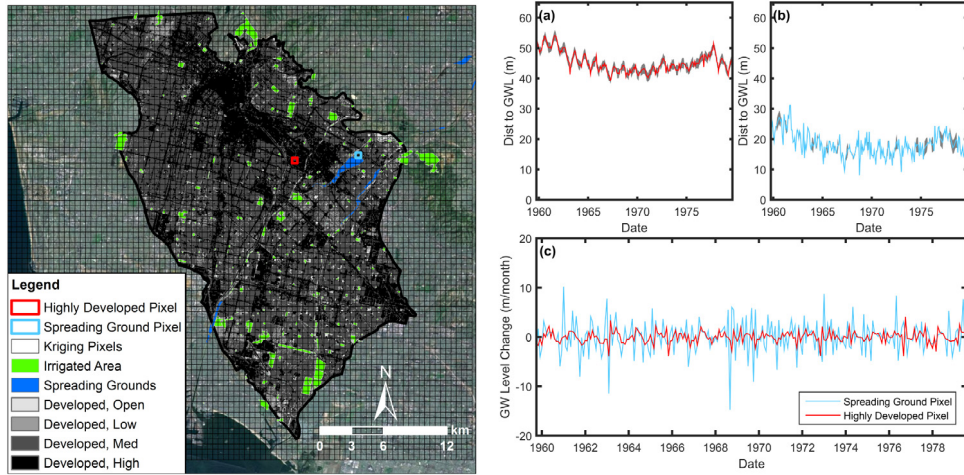 Legend
Highly Developed Pixel
Spreading Ground Pixel
Kriging Pixels
Irrigated Area
Spreading Grounds
Developed, Open
Developed, Low
Developed, Med
Developed, High
N
km
0 3 6 12
(a)
Dist to GWL (m)
60
50
40
30
20
10
0
1960 1965 1970 1975
Date
(b)
Dist to GWL (m)
60
50
40
30
20
10
0
1960 1965 1970 1975
Date
(c)
GW Level Change (m/month)
20
10
0
-10
-20
1960 1962 1964 1966 1968 1970 1972 1974 1976 1978
Date
Spreading Ground Pixel
Highly Developed Pixel